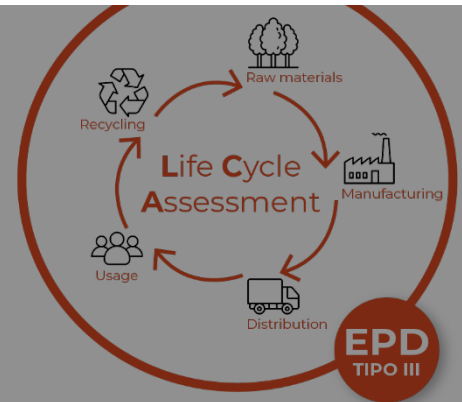 Raw materials
Recycling
Life Cycle
Assessment
Manufacturing
Usage
Distribution
EPD
TIPO III